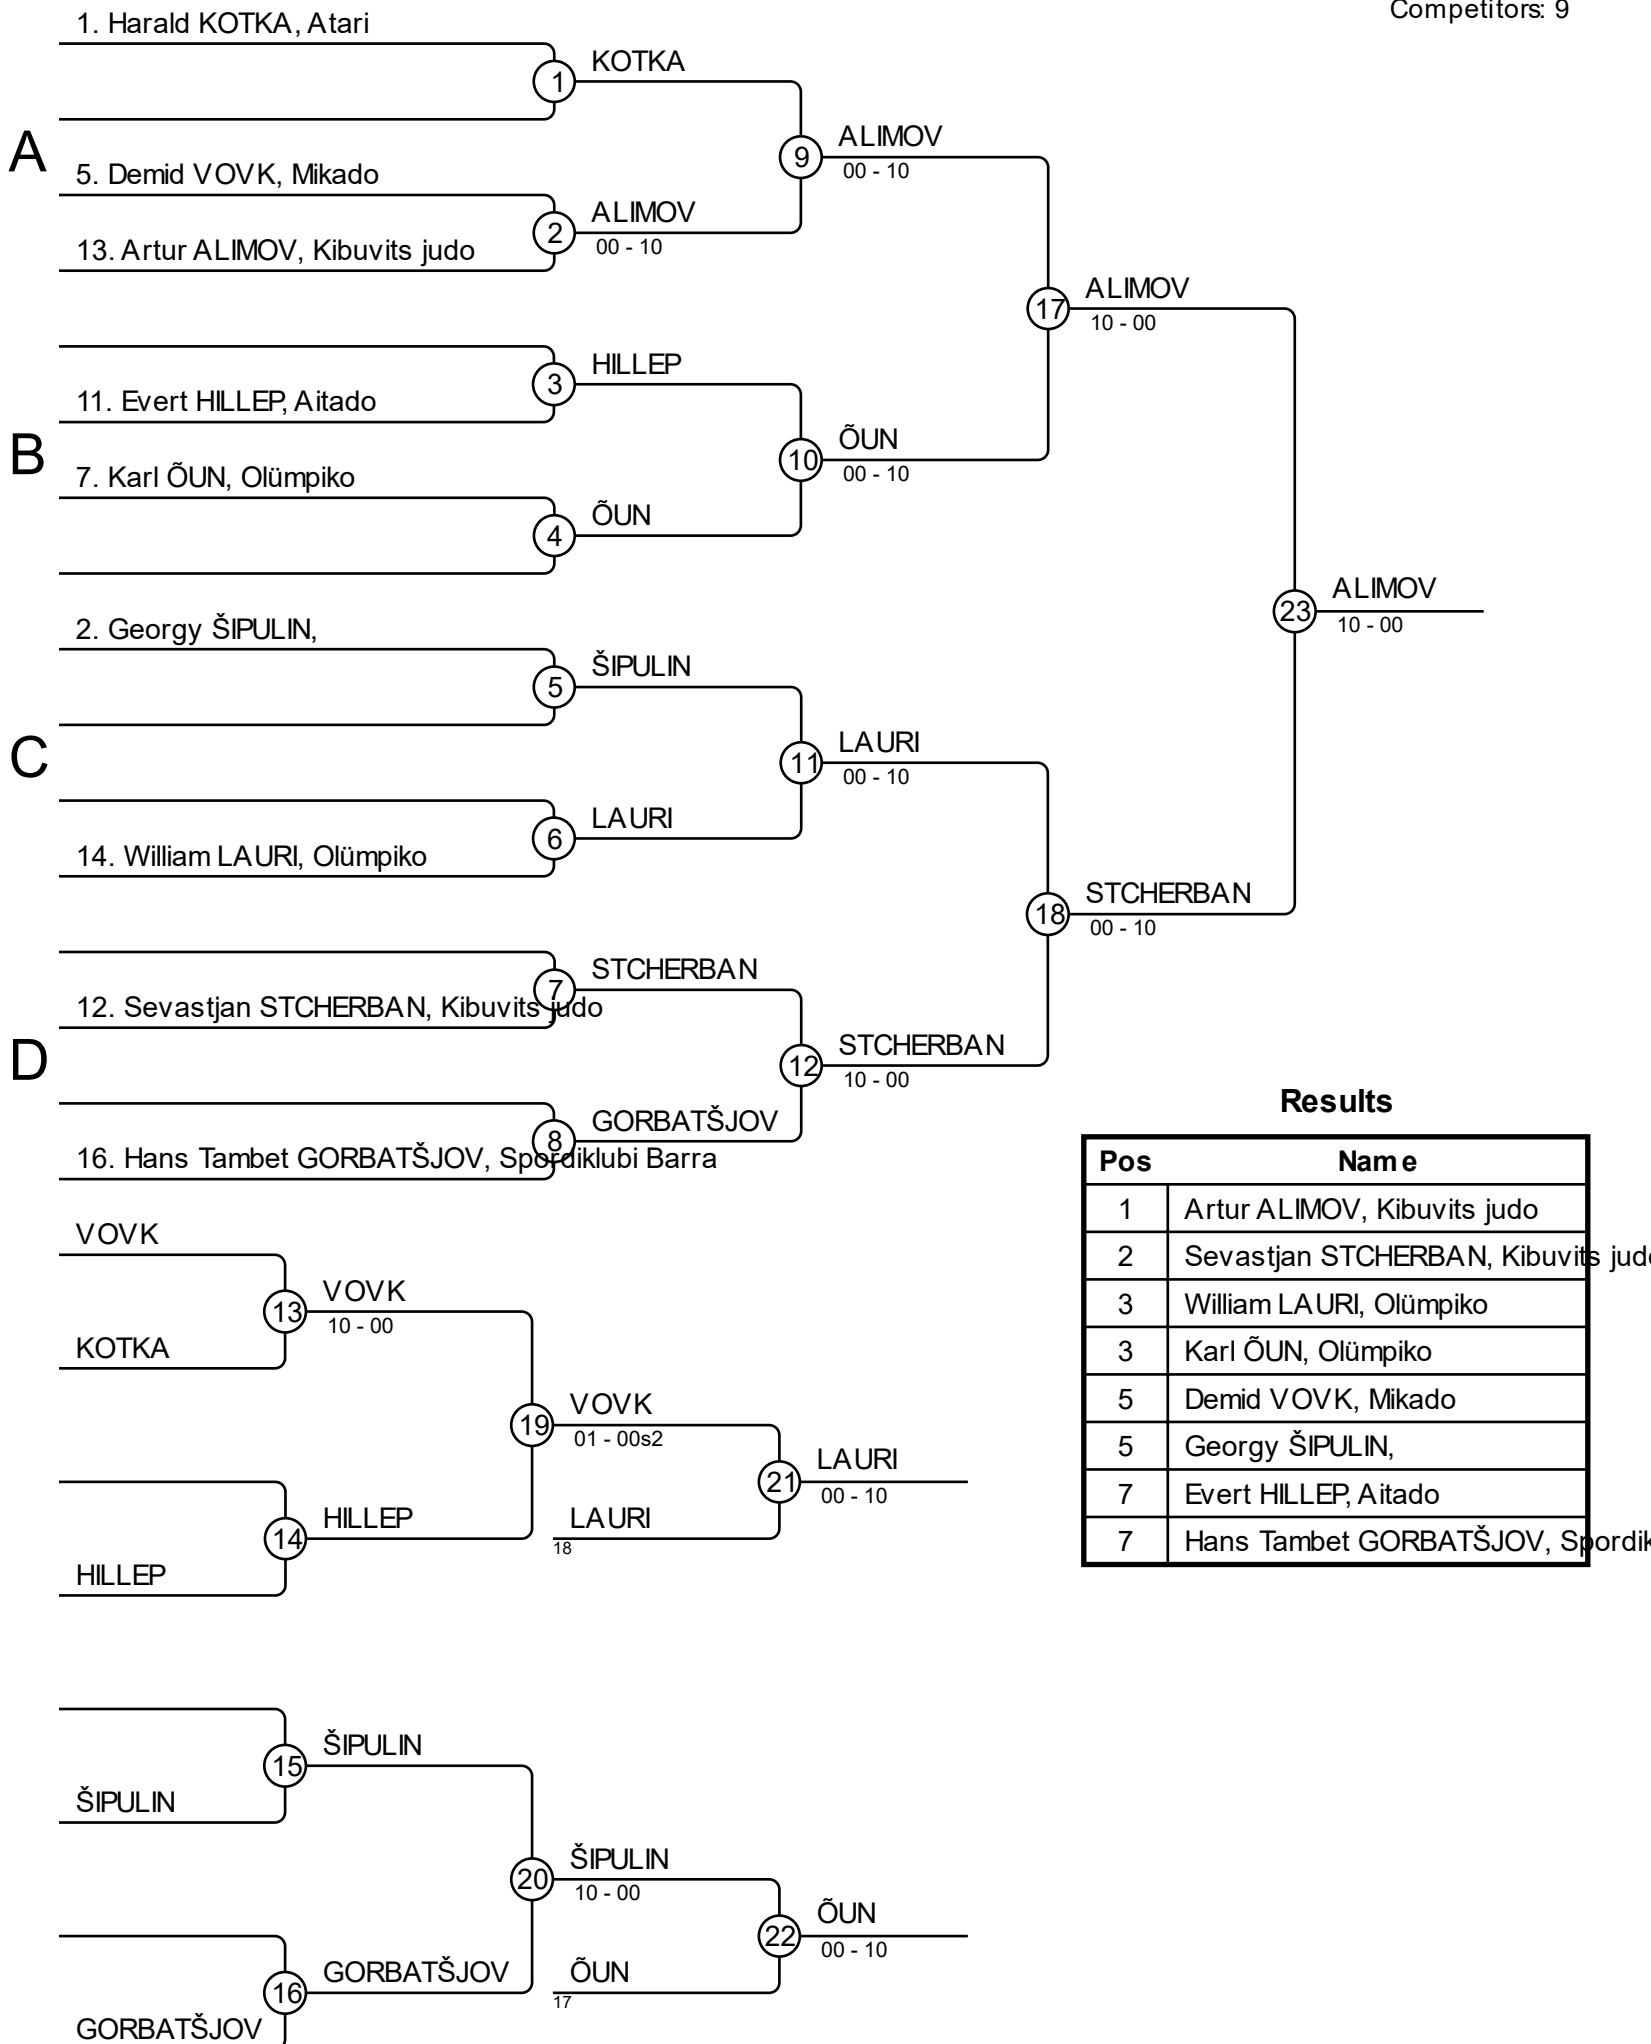 Competitors: 9
1. Harald KOTKA, Atari
1
KOTKA
A
5. Demid VOVK, Mikado
13. Artur ALIMOV, Kibuvits judo
2
ALIMOV
00 - 10
9
ALIMOV
00 - 10
11. Evert HILLEP, Aitado
3
HILLEP
B
7. Karl ÕUN, Olümpiko
4
ÕUN
10
ÕUN
00 - 10
17
ALIMOV
10 - 00
2. Georgy ŠIPULIN,
5
ŠIPULIN
C
14. William LAURI, Olümpiko
6
LAURI
11
LAURI
00 - 10
12. Sevastjan STCHERBAN, Kibuvits judo
7
STCHERBAN
D
16. Hans Tambet GORBATŠJOV, Spordiklubi Barra
8
GORBATŠJOV
12
STCHERBAN
10 - 00
18
STCHERBAN
00 - 10
23
ALIMOV
10 - 00
VOVK
KOTKA
13
VOVK
10 - 00
HILLEP
14
HILLEP
19
VOVK
01 - 00s2
LAURI
18
21
LAURI
00 - 10
ŠIPULIN
15
ŠIPULIN
GORBATŠJOV
16
GORBATŠJOV
20
ŠIPULIN
10 - 00
ÕUN
17
22
ÕUN
00 - 10
Results
Pos Name
1 Artur ALIMOV, Kibuvits judo
2 Sevastjan STCHERBAN, Kibuvits judo
3 William LAURI, Olümpiko
3 Karl ÕUN, Olümpiko
5 Demid VOVK, Mikado
5 Georgy ŠIPULIN,
7 Evert HILLEP, Aitado
7 Hans Tambet GORBATŠJOV, Spordik